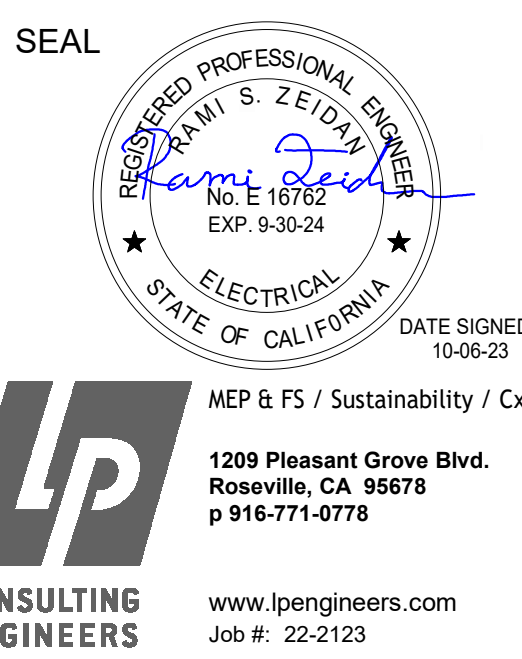 SEAL
REGISTERED PROFESSIONAL ENGINEER
RAMI S. ZEIDAN
Rami Zeidan
No. E 16762
EXP. 9-30-24
ELECTRICAL
STATE OF CALIFORNIA
DATE SIGNED
10-06-23
MEP & FS / Sustainability / Cx
1209 Pleasant Grove Blvd.
Roseville, CA 95678
p 916-771-0778
LP
NSULTING
GINEERS
www.lpengineers.com
Job #: 22-2123